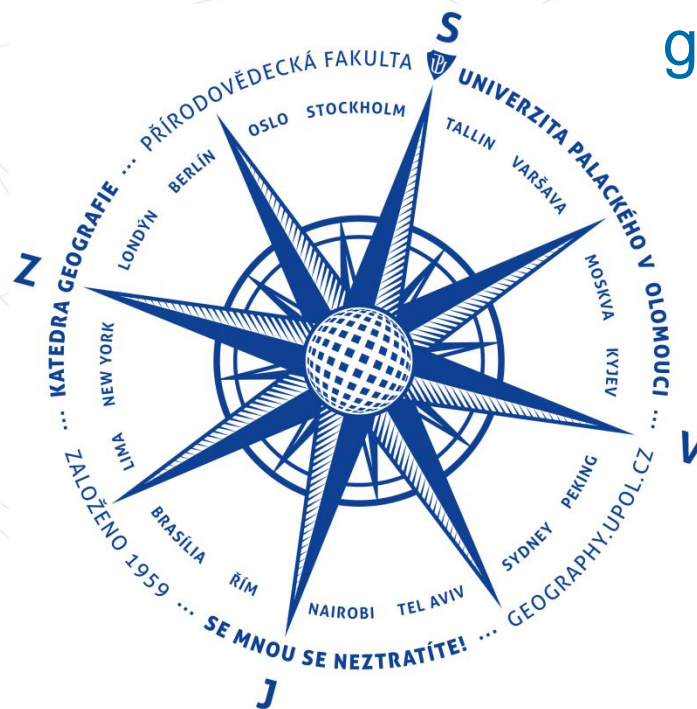 g
S
V
J
Z
PŘÍRODOVĚDECKÁ FAKULTA
UNIVERZITA PALACKÉHO V OLOMOUCI ...
GEOGRAPHY.UPOL.CZ
... SE MNOU SE NEZTRATÍTE! ...
ZALOŽENO 1959
... KATEDRA GEOGRAFIE ...
STOCKHOLM
TALLIN
VARŠAVA
MOSKVA
KYJEV
PEKING
SYDNEY
TEL AVIV
NAIROBI
ŘÍM
BRASÍLIA
LIMA
NEW YORK
LONDÝN
BERLÍN
OSLO